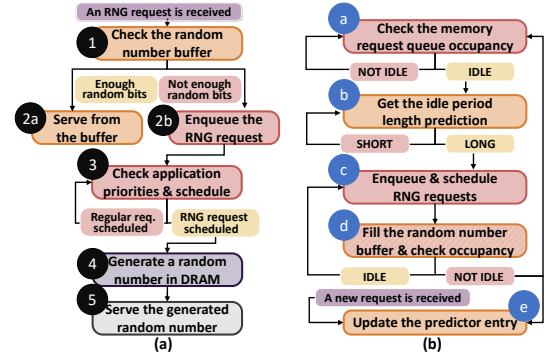 An RNG request is received
1
Check the random
number buffer
Enough
random bits
Not enough
random bits
2a
Serve from
the buffer
2b
Enqueue the
RNG request
3
Check application
priorities & schedule
Regular req.
scheduled
RNG request
scheduled
4
Generate a random
number in DRAM
5
Serve the generated
random number
(a)
a
Check the memory
request queue occupancy
NOT IDLE
IDLE
b
Get the idle period
length prediction
SHORT
LONG
c
Enqueue & schedule
RNG requests
d
Fill the random number
buffer & check occupancy
IDLE
NOT IDLE
A new request is received
e
Update the predictor entry
(b)